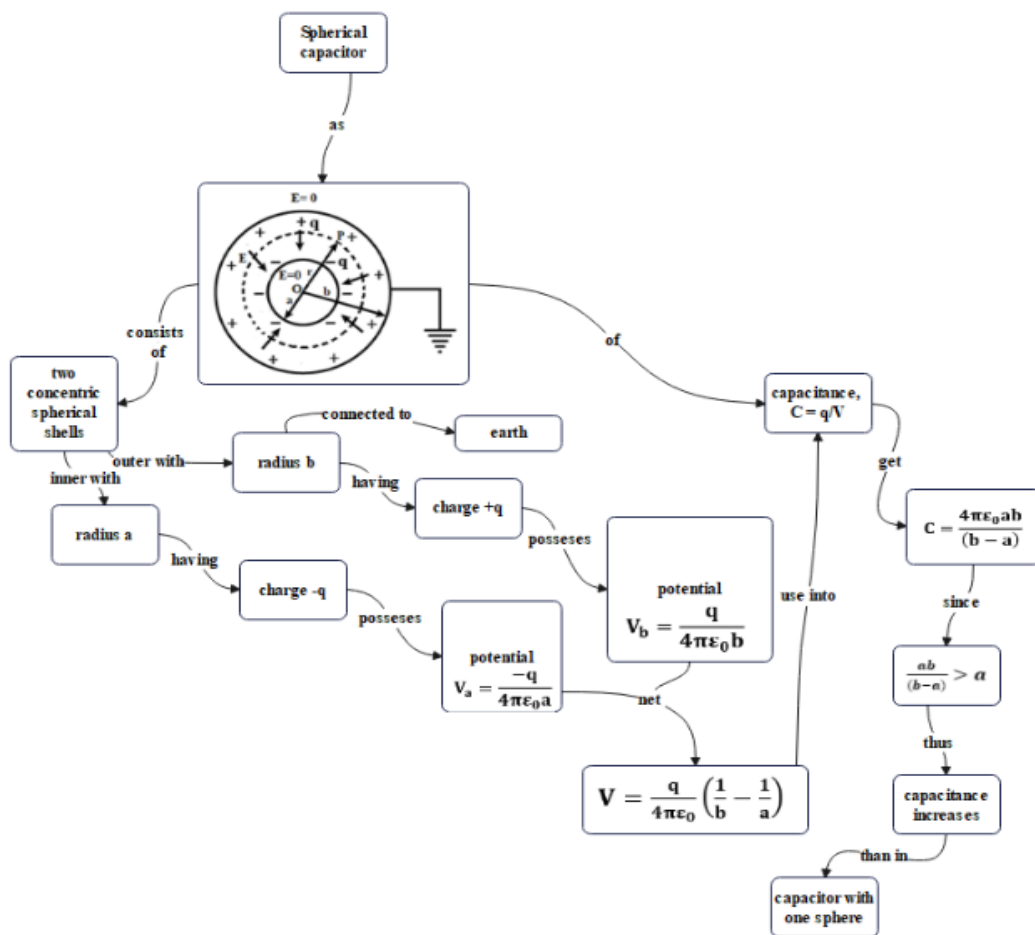 Spherical
capacitor
as
E= 0
+ q
P
E
- q
E=0
r
O
a
b
consists
of
of
two
concentric
spherical
shells
connected to
earth
capacitance,
C = q/V
outer with
inner with
radius b
having
get
charge +q
radius a
C = 4πε₀ab/(b − a)
having
posseses
charge -q
potential
V_b = q/4πε₀b
use into
since
posseses
potential
V_a = -q/4πε₀a
ab/(b−a) > a
net
thus
V = q/4πε₀ (1/b − 1/a)
capacitance
increases
than in
capacitor with
one sphere